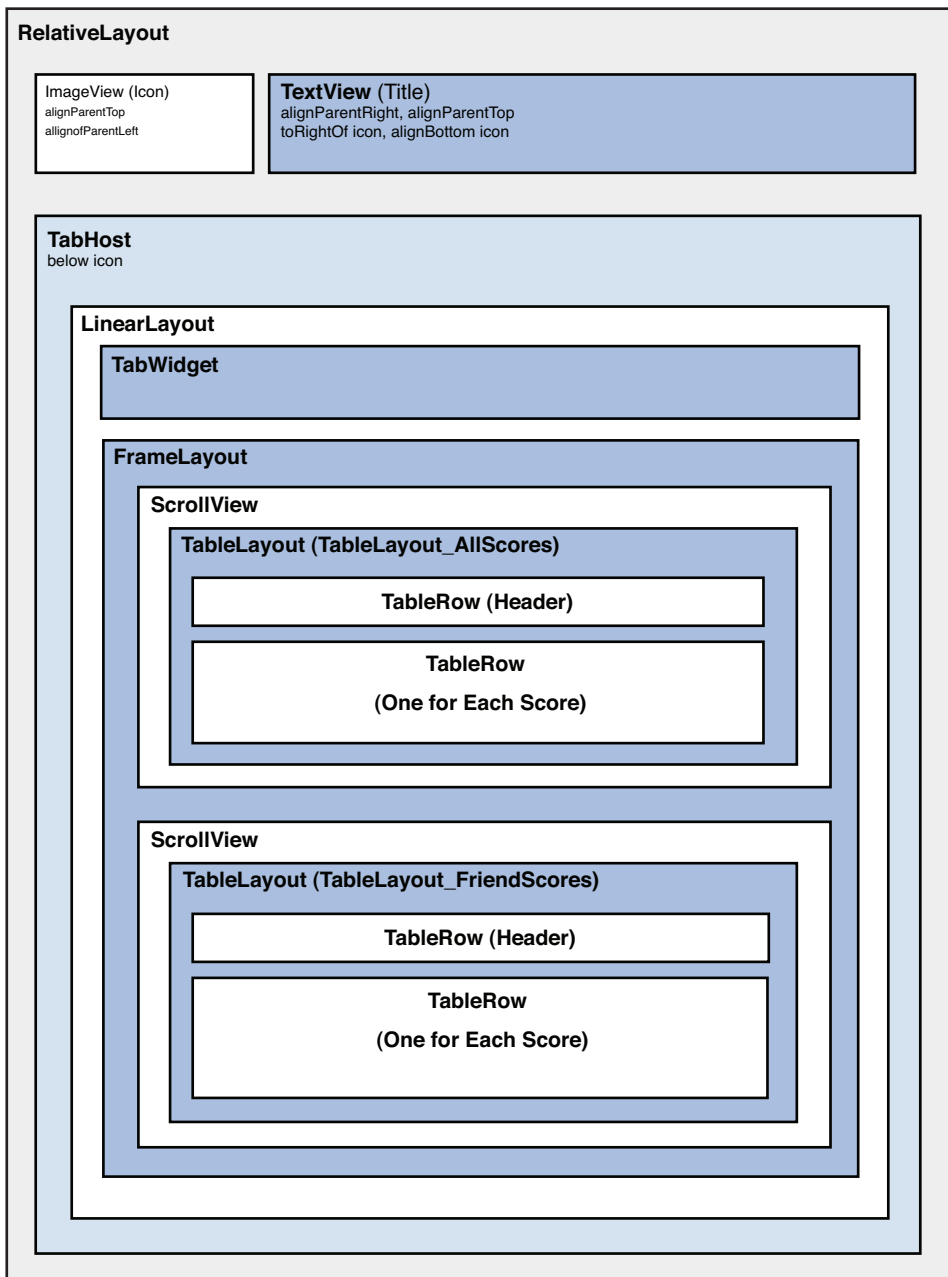 RelativeLayout
ImageView (Icon)
alignParentTop
allignofParentLeft
TextView (Title)
alignParentRight, alignParentTop
toRightOf icon, alignBottom icon
TabHost
below icon
LinearLayout
TabWidget
FrameLayout
ScrollView
TableLayout (TableLayout_AllScores)
TableRow (Header)
TableRow
(One for Each Score)
ScrollView
TableLayout (TableLayout_FriendScores)
TableRow (Header)
TableRow
(One for Each Score)